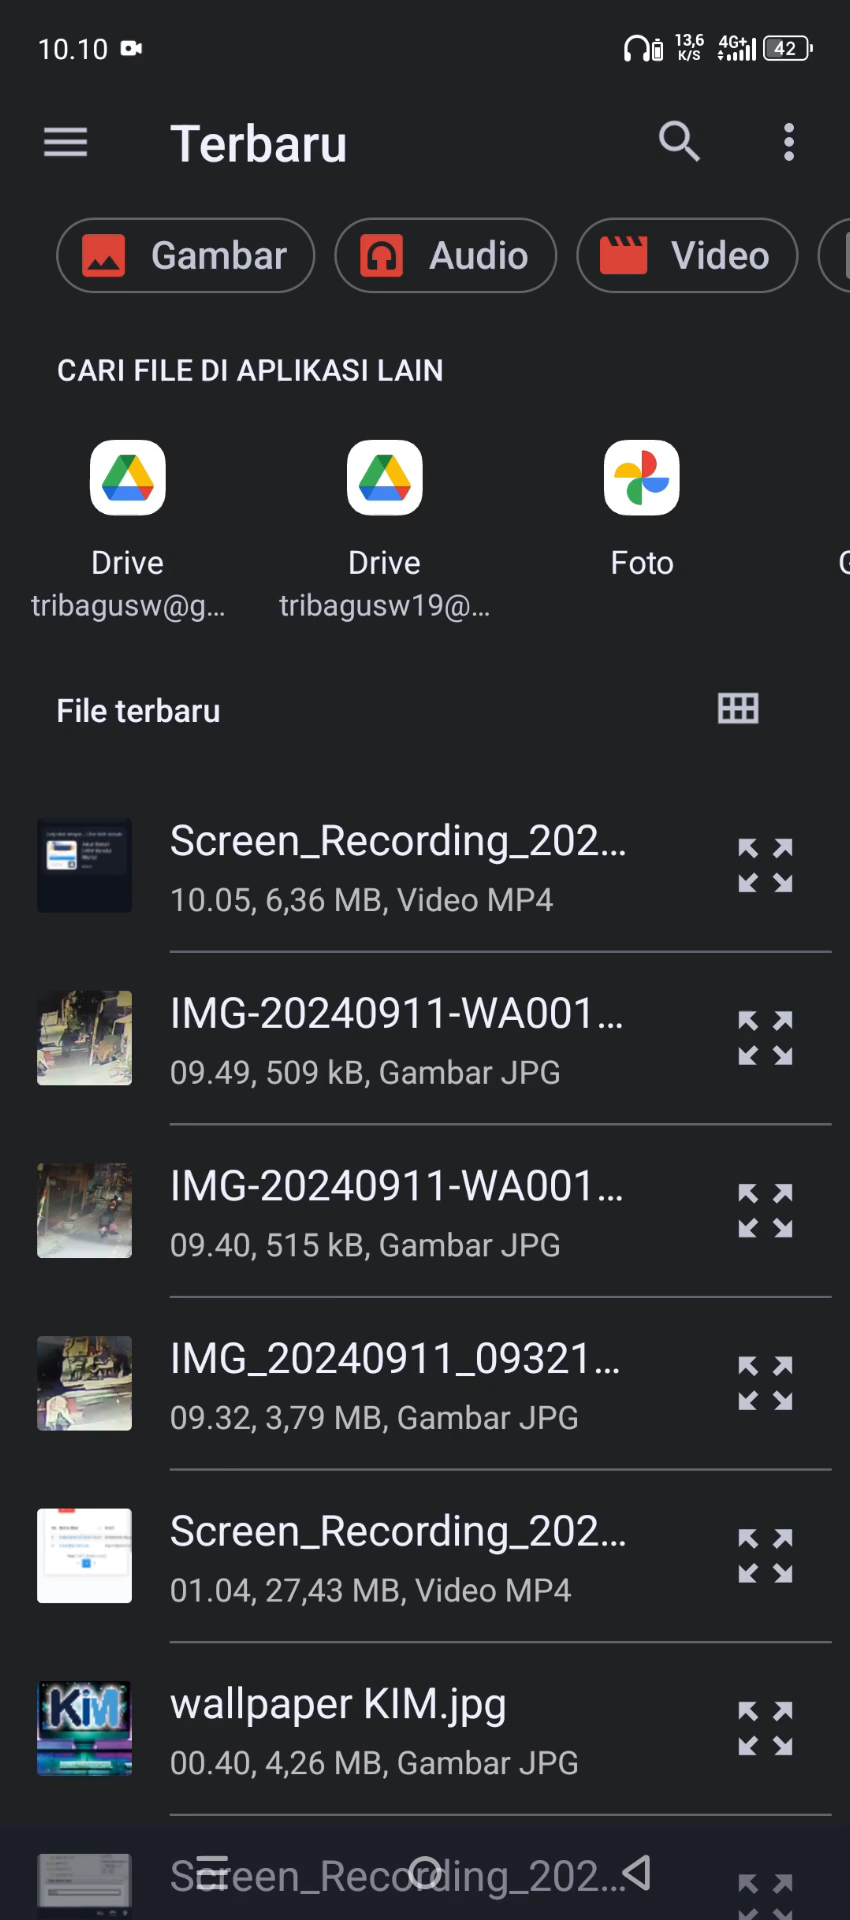 10.10
13,6 K/S
4G+
42
Terbaru
Gambar
Audio
Video
CARI FILE DI APLIKASI LAIN
Drive
tribagusw@g...
Drive
tribagusw19@...
Foto
File terbaru
Screen_Recording_202...
10.05, 6,36 MB, Video MP4
IMG-20240911-WA001...
09.49, 509 kB, Gambar JPG
IMG-20240911-WA001...
09.40, 515 kB, Gambar JPG
IMG_20240911_09321...
09.32, 3,79 MB, Gambar JPG
Screen_Recording_202...
01.04, 27,43 MB, Video MP4
KiM
wallpaper KIM.jpg
00.40, 4,26 MB, Gambar JPG
Screen_Recording_202...